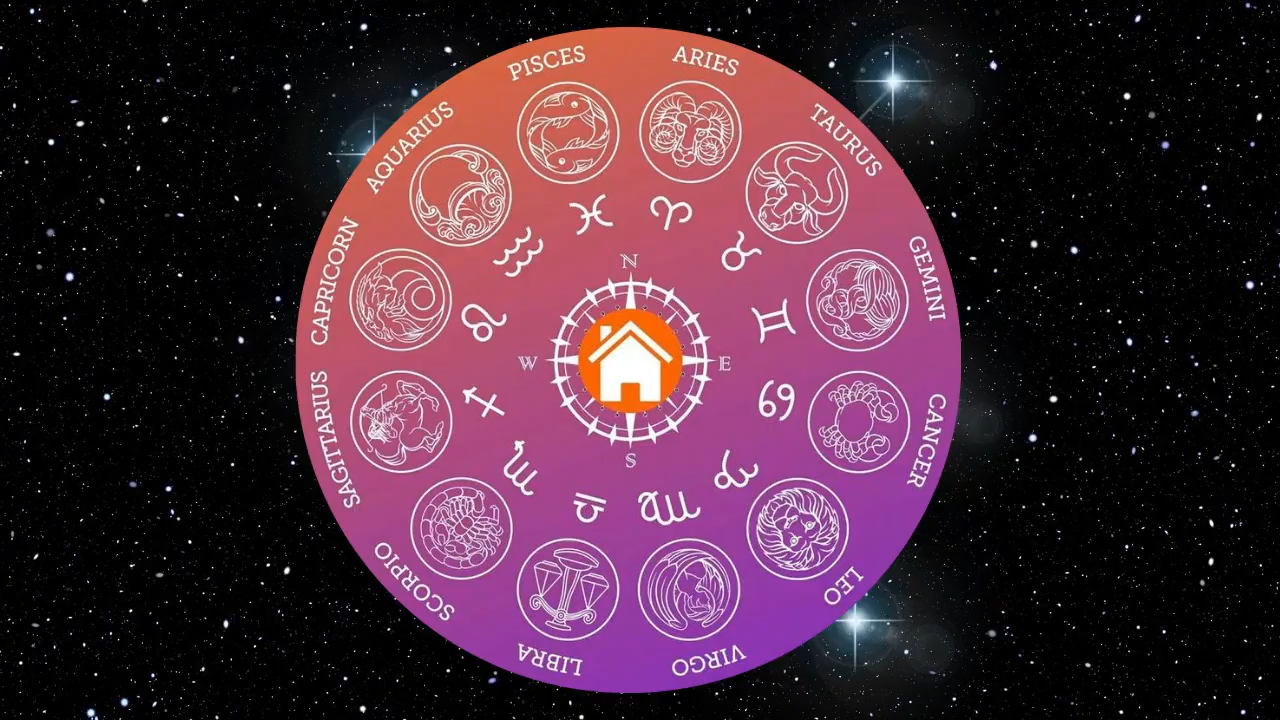 PISCES
ARIES
AQUARIUS
TAURUS
CAPRICORN
GEMINI
N
W
E
SAGITTARIUS
CANCER
S
SCORPIO
LEO
LIBRA
VIRGO